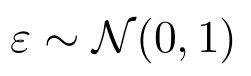 ε ∼ 𝒩(0, 1)